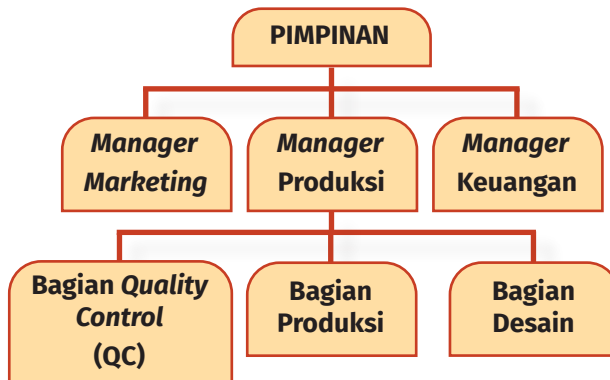 PIMPINAN
Manager
Marketing
Manager
Produksi
Manager
Keuangan
Bagian Quality
Control
(QC)
Bagian
Produksi
Bagian
Desain